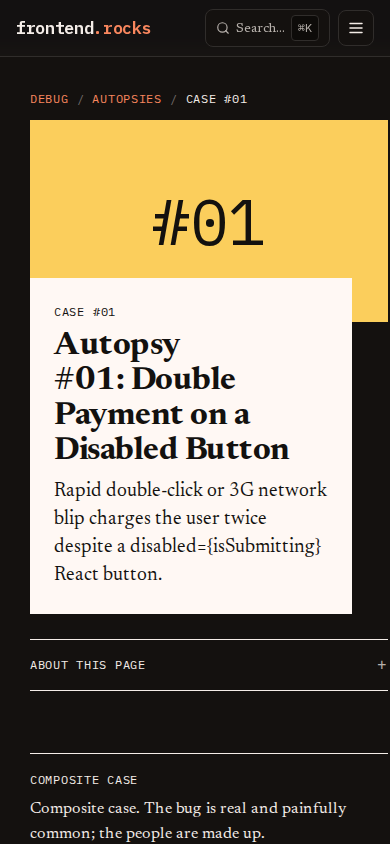 frontend.rocks
Search... ⌘K
DEBUG / AUTOPSIES / CASE #01
#01
CASE #01
Autopsy
#01: Double
Payment on a
Disabled Button
Rapid double-click or 3G network
blip charges the user twice
despite a disabled={isSubmitting}
React button.
ABOUT THIS PAGE +
COMPOSITE CASE
Composite case. The bug is real and painfully
common; the people are made up.